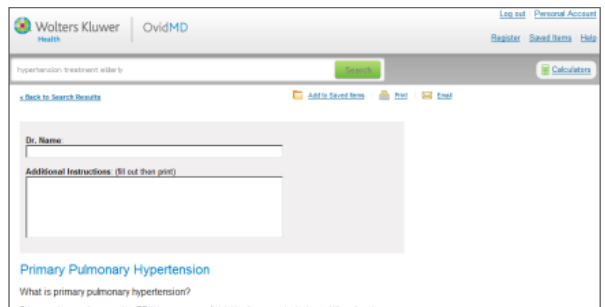 Log out Personal Account
Wolters Kluwer OvidMD
Health
Register Saved Items Help
hypertension treatment elderly Search Calculators
< Back to Search Results Add to Saved Items Print Email
Dr. Name:
Additional Instructions: (fill out then print)
Primary Pulmonary Hypertension
What is primary pulmonary hypertension?